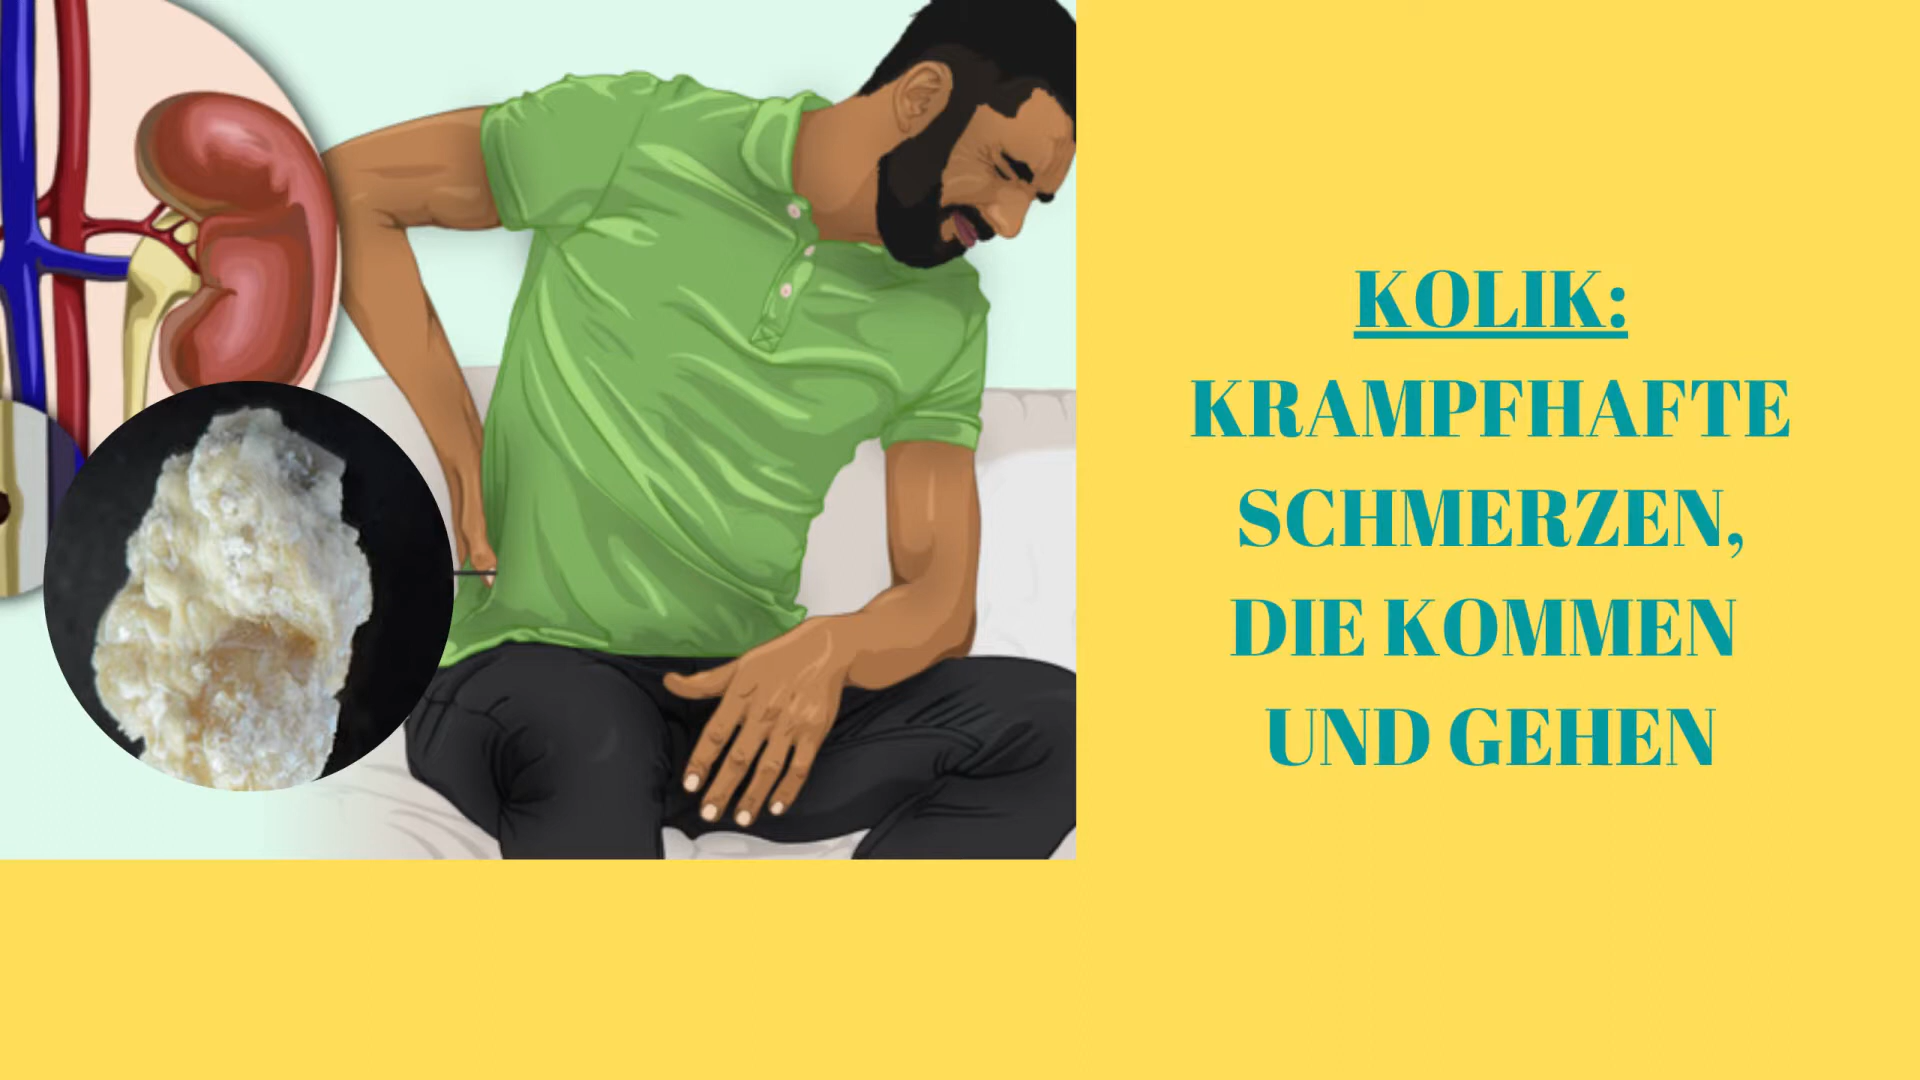 KOLIK:
KRAMPFHAFTE
SCHMERZEN,
DIE KOMMEN
UND GEHEN